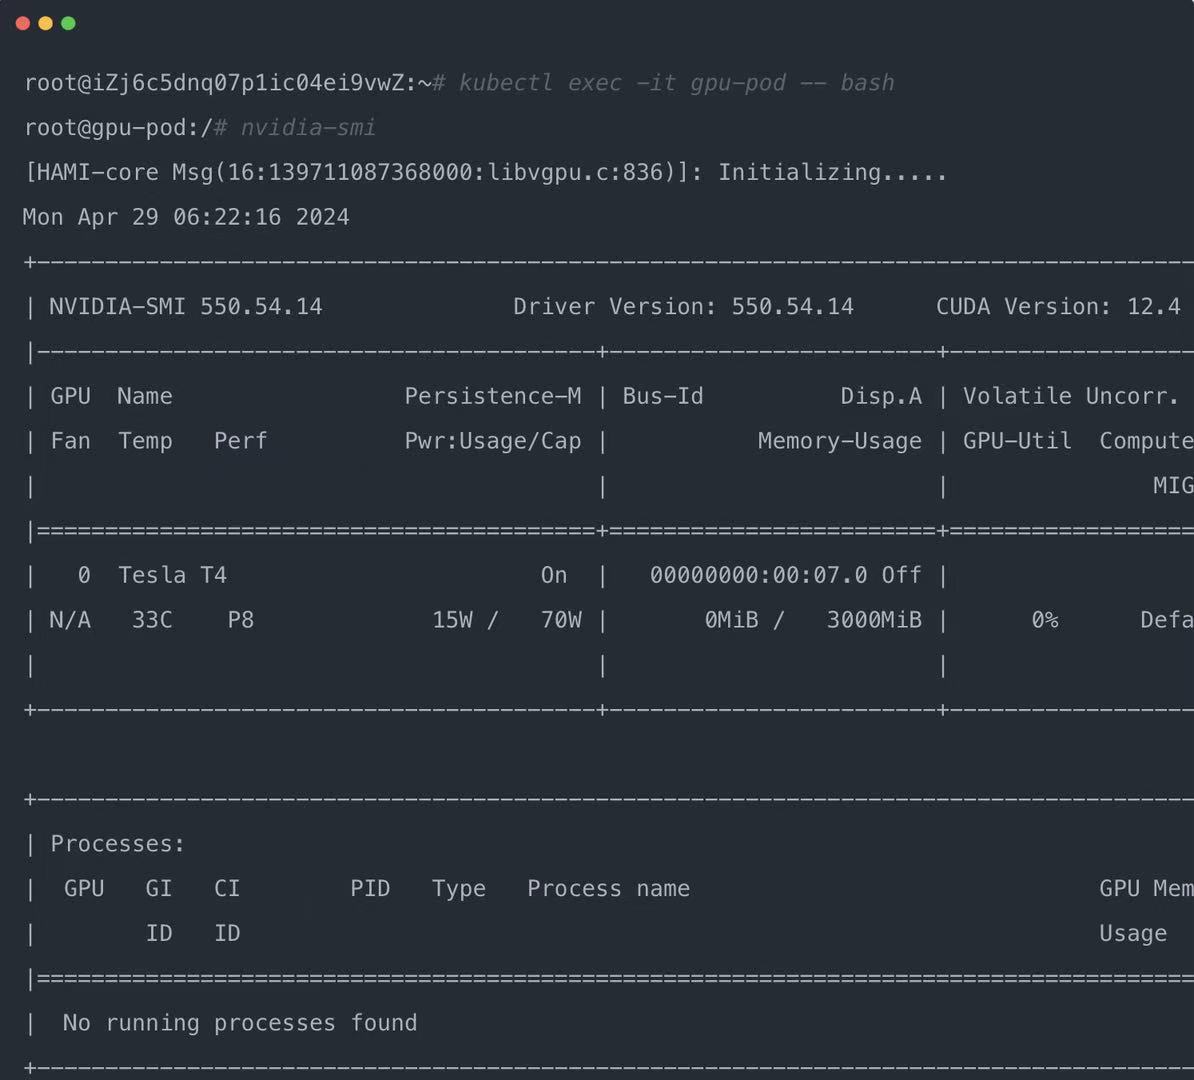 root@iZj6c5dnq07p1ic04ei9vwZ:~# kubectl exec -it gpu-pod -- bash
root@gpu-pod:/# nvidia-smi
[HAMI-core Msg(16:139711087368000:libvgpu.c:836)]: Initializing.....
Mon Apr 29 06:22:16 2024
+--------------------------------------------------------------------------------------
| NVIDIA-SMI 550.54.14              Driver Version: 550.54.14      CUDA Version: 12.4
|-----------------------------------------+------------------------+------------------
| GPU  Name                 Persistence-M | Bus-Id          Disp.A | Volatile Uncorr.
| Fan  Temp   Perf          Pwr:Usage/Cap |           Memory-Usage | GPU-Util  Compute
|                                         |                        |               MIG
|=========================================+========================+==================
|   0  Tesla T4                       On  |   00000000:00:07.0 Off |
| N/A   33C    P8             15W /   70W |       0MiB /   3000MiB |      0%      Defa
|                                         |                        |
+-----------------------------------------+------------------------+------------------
+--------------------------------------------------------------------------------------
| Processes:
|  GPU   GI   CI        PID   Type   Process name                              GPU Mem
|        ID   ID                                                               Usage
|======================================================================================
|  No running processes found
+--------------------------------------------------------------------------------------